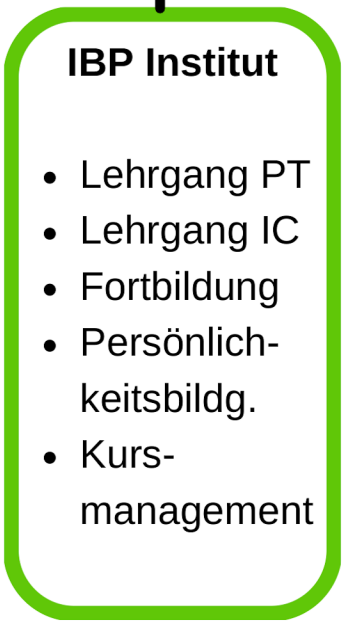 IBP Institut
• Lehrgang PT
• Lehrgang IC
• Fortbildung
• Persönlich-
keitsbildg.
• Kurs-
management